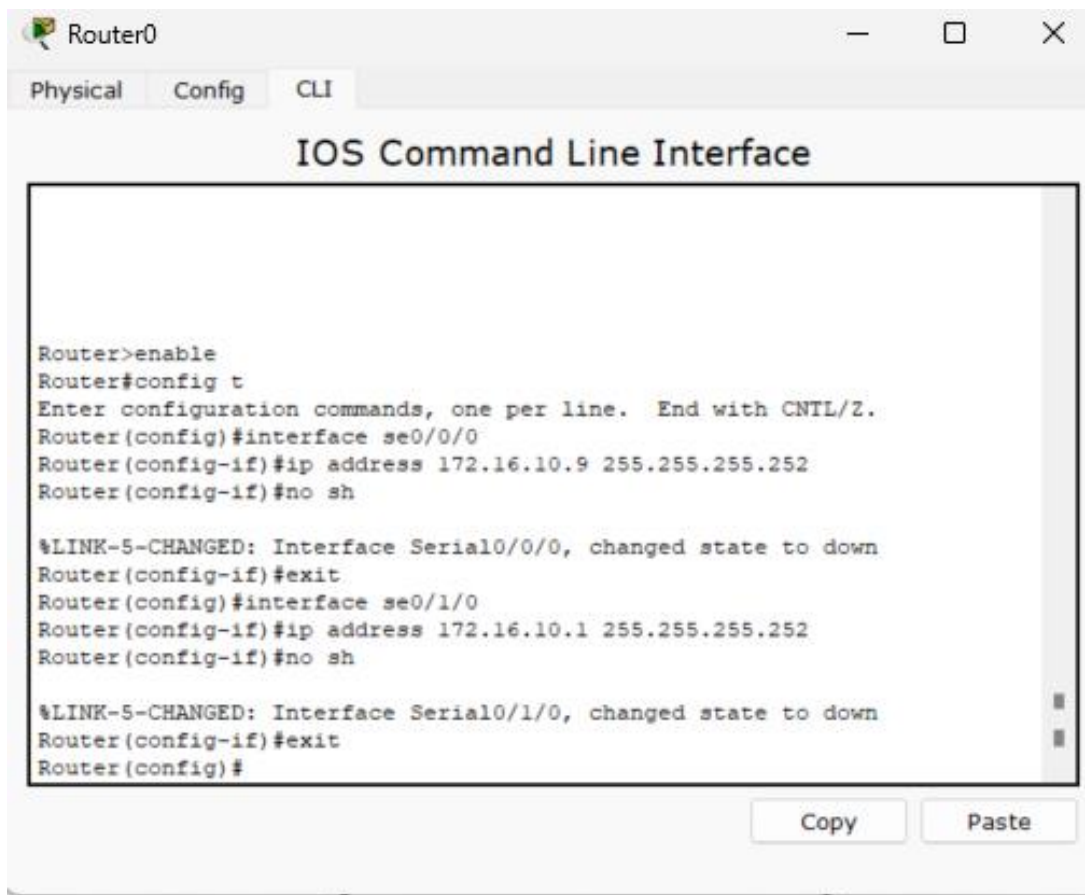 Router0
Physical Config CLI
IOS Command Line Interface
Router>enable
Router#config t
Enter configuration commands, one per line.  End with CNTL/Z.
Router(config)#interface se0/0/0
Router(config-if)#ip address 172.16.10.9 255.255.255.252
Router(config-if)#no sh
%LINK-5-CHANGED: Interface Serial0/0/0, changed state to down
Router(config-if)#exit
Router(config)#interface se0/1/0
Router(config-if)#ip address 172.16.10.1 255.255.255.252
Router(config-if)#no sh
%LINK-5-CHANGED: Interface Serial0/1/0, changed state to down
Router(config-if)#exit
Router(config)#
Copy Paste